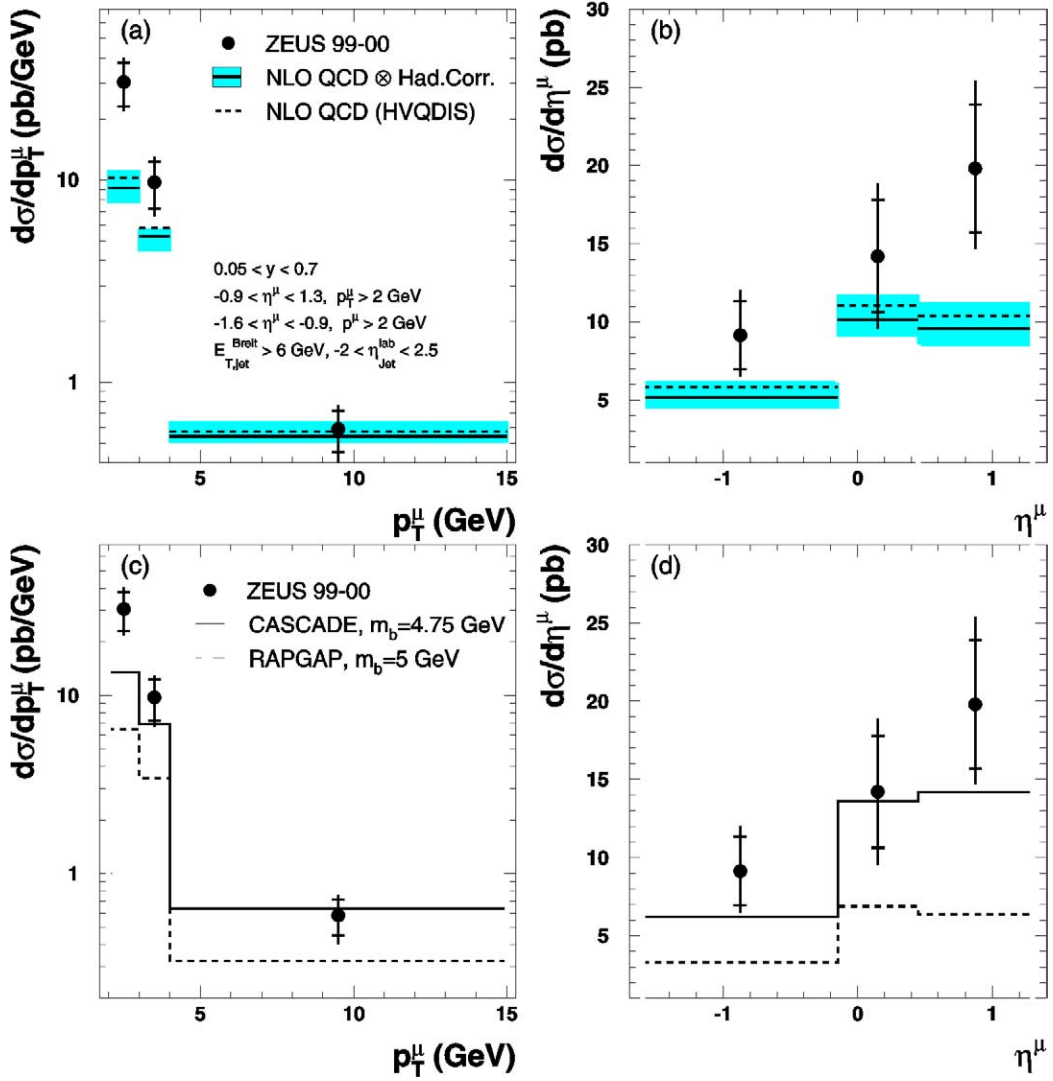 dσ/dp_T^μ (pb/GeV)
(a)
ZEUS 99-00
NLO QCD ⊗ Had.Corr.
NLO QCD (HVQDIS)
0.05 < y < 0.7
-0.9 < η^μ < 1.3, p_T^μ > 2 GeV
-1.6 < η^μ < -0.9, p^μ > 2 GeV
E_{T,jet}^{Breit} > 6 GeV, -2 < η_{Jet}^{lab} < 2.5
10
1
5 10 15
p_T^μ (GeV)
dσ/dη^μ (pb)
(b)
30
25
20
15
10
5
-1 0 1
η^μ
dσ/dp_T^μ (pb/GeV)
(c)
ZEUS 99-00
CASCADE, m_b=4.75 GeV
RAPGAP, m_b=5 GeV
10
1
5 10 15
p_T^μ (GeV)
dσ/dη^μ (pb)
(d)
30
25
20
15
10
5
-1 0 1
η^μ